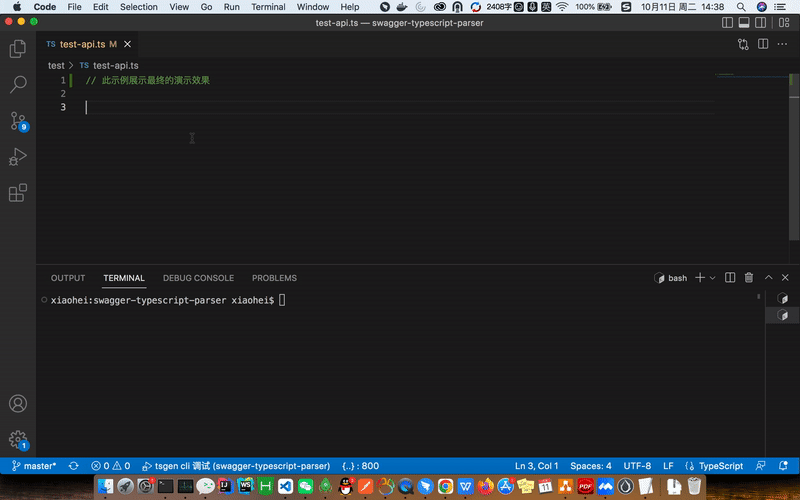 Code File Edit Selection View Go Run Terminal Window Help 2408字 英 100% 10月11日 周二 14:38
test-api.ts — swagger-typescript-parser
TS test-api.ts M
test > TS test-api.ts
1 // 此示例展示最终的演示效果
2
3
9
OUTPUT TERMINAL DEBUG CONSOLE PROBLEMS bash
xiaohei:swagger-typescript-parser xiaohei$
1
master* 0 0 tsgen cli 调试 (swagger-typescript-parser) {..} : 800 Ln 3, Col 1 Spaces: 4 UTF-8 LF TypeScript